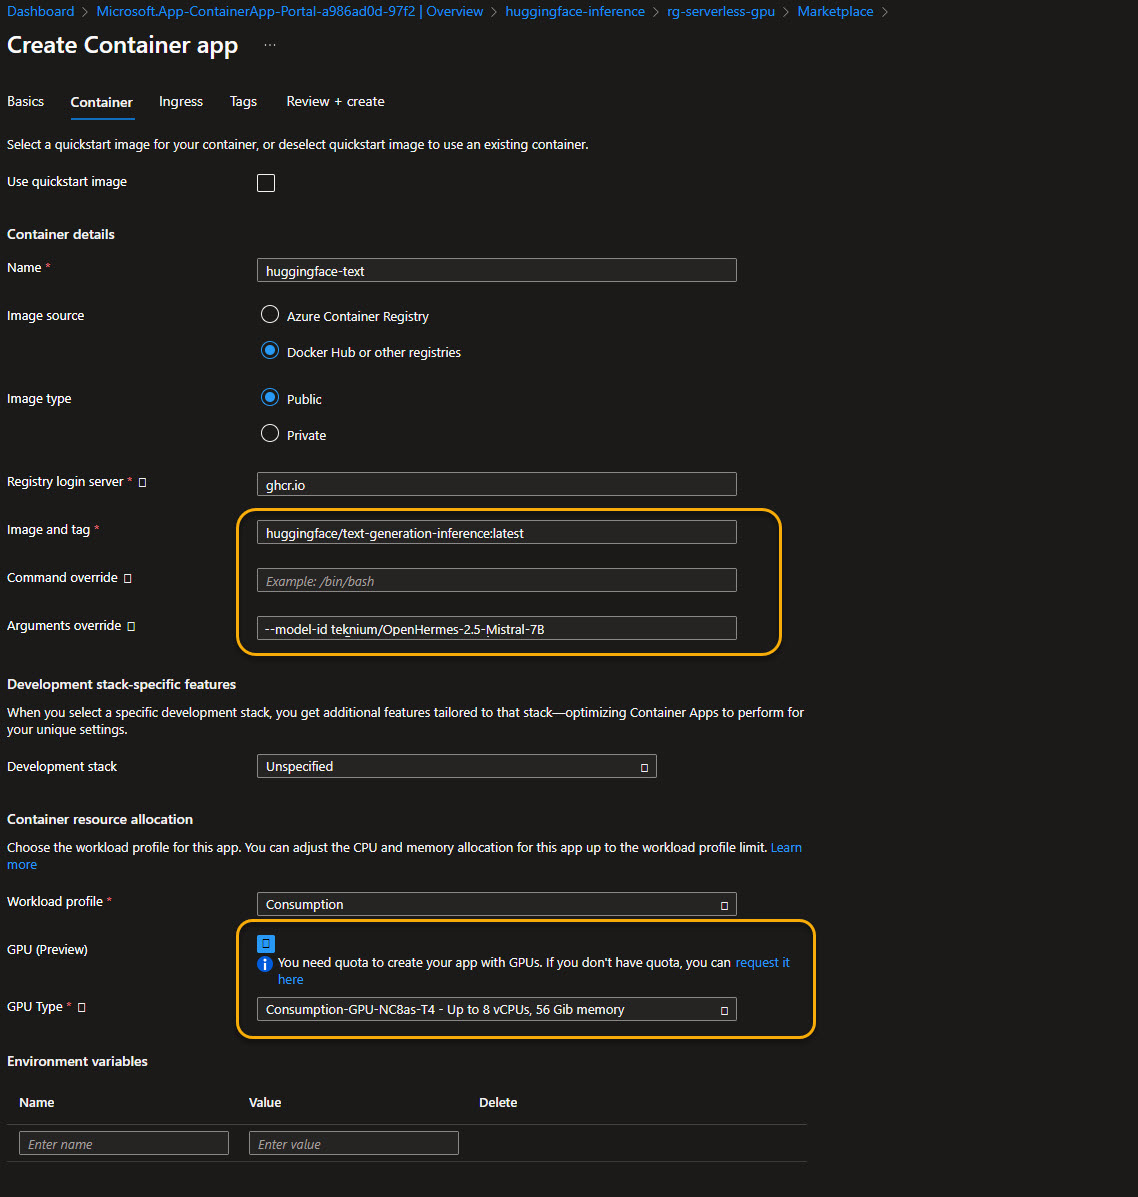 Dashboard > Microsoft.App-ContainerApp-Portal-a986ad0d-97f2 | Overview > huggingface-inference > rg-serverless-gpu > Marketplace >
Create Container app ...
Basics Container Ingress Tags Review + create
Select a quickstart image for your container, or deselect quickstart image to use an existing container.
Use quickstart image
Container details
Name *
huggingface-text
Image source
Azure Container Registry
Docker Hub or other registries
Image type
Public
Private
Registry login server *
ghcr.io
Image and tag *
huggingface/text-generation-inference:latest
Command override
Example: /bin/bash
Arguments override
--model-id teknium/OpenHermes-2.5-Mistral-7B
Development stack-specific features
When you select a specific development stack, you get additional features tailored to that stack—optimizing Container Apps to perform for
your unique settings.
Development stack
Unspecified
Container resource allocation
Choose the workload profile for this app. You can adjust the CPU and memory allocation for this app up to the workload profile limit. Learn
more
Workload profile *
Consumption
GPU (Preview)
You need quota to create your app with GPUs. If you don't have quota, you can request it
here
GPU Type *
Consumption-GPU-NC8as-T4 - Up to 8 vCPUs, 56 Gib memory
Environment variables
Name Value Delete
Enter name Enter value